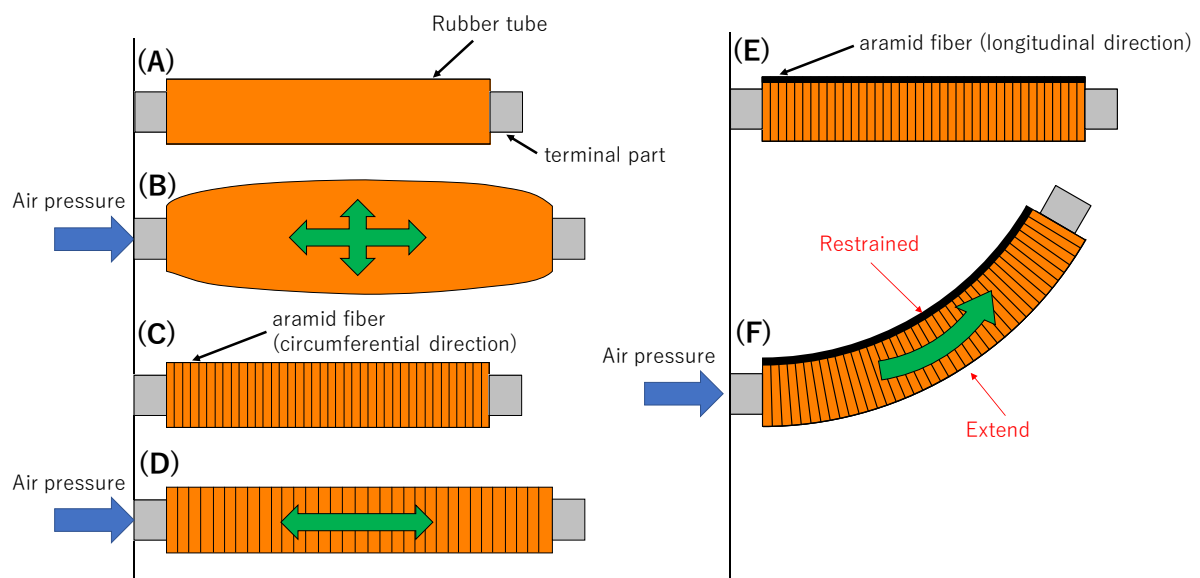 Rubber tube
(A)
terminal part
Air pressure
(B)
(C)
aramid fiber
(circumferential direction)
Air pressure
(D)
(E)
aramid fiber (longitudinal direction)
Restrained
(F)
Air pressure
Extend